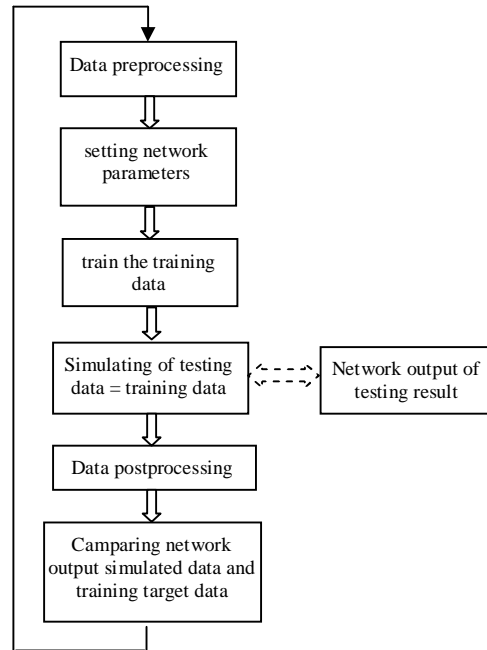 Data preprocessing
setting network
parameters
train the training
data
Simulating of testing
data = training data
Network output of
testing result
Data postprocessing
Camparing network
output simulated data and
training target data